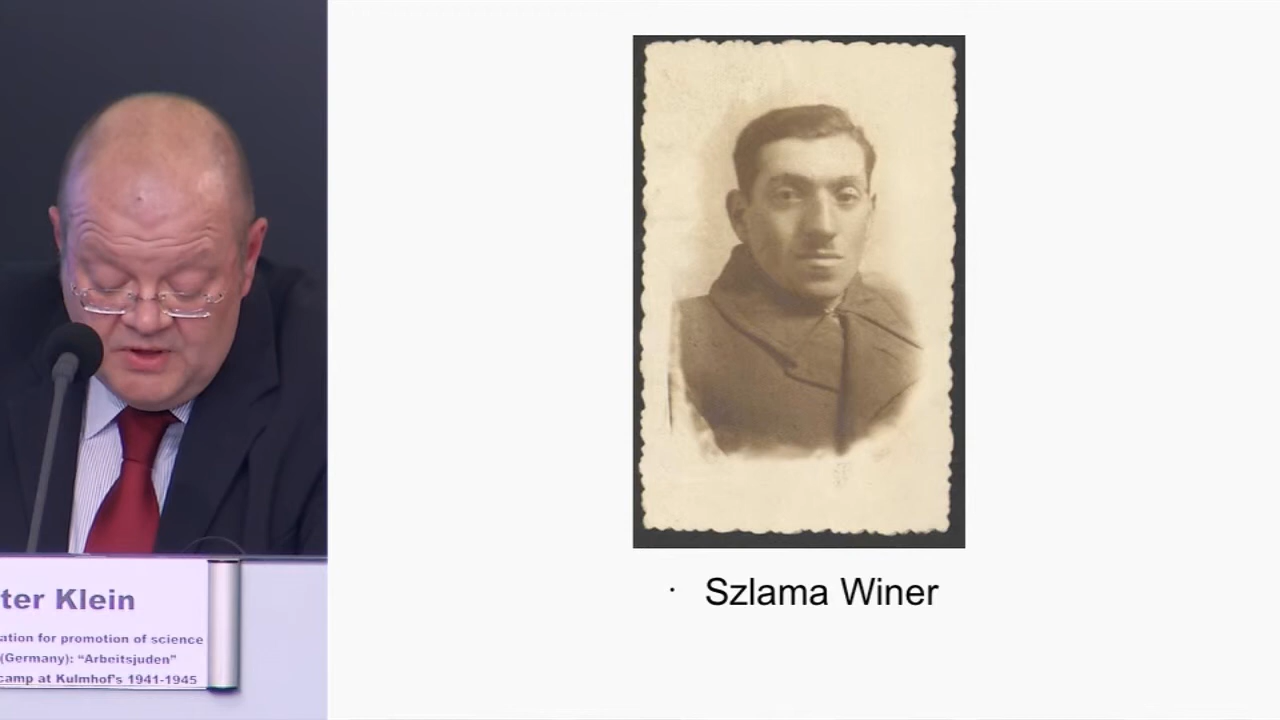 ter Klein
ation for promotion of science
(Germany): "Arbeitsjuden"
camp at Kulmhof's 1941-1945
· Szlama Winer